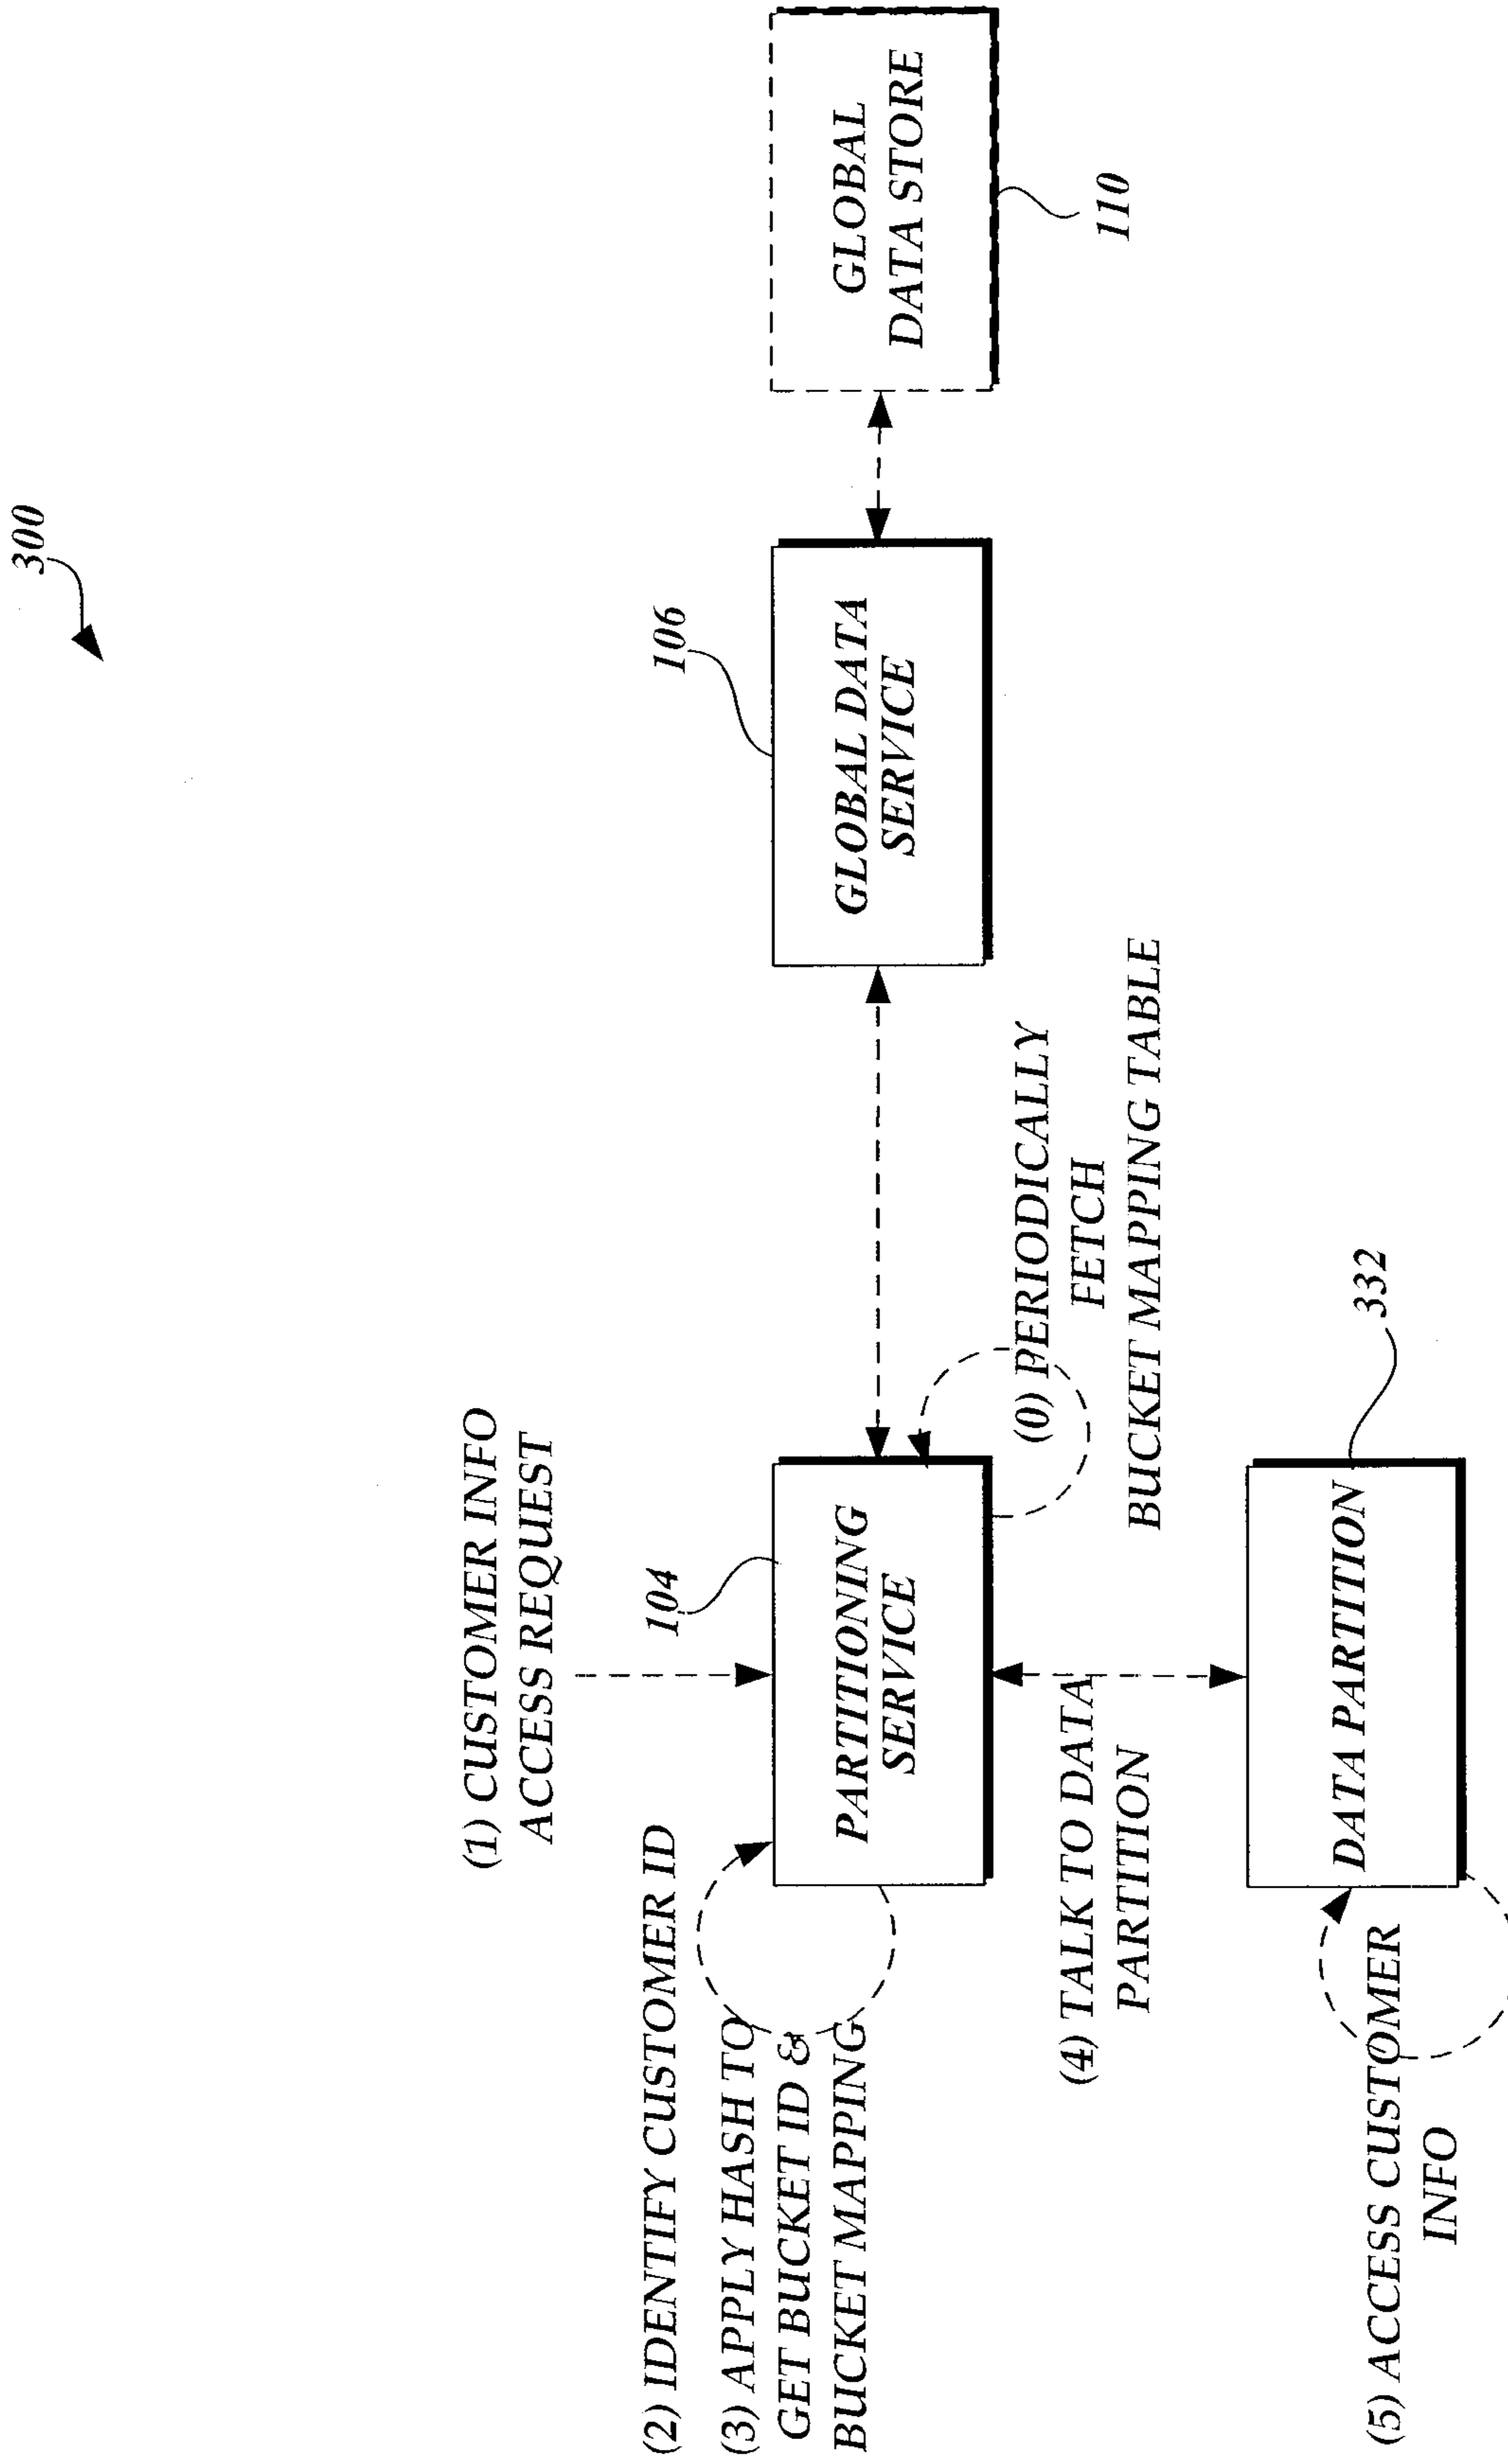 300
(1) CUSTOMER INFO
ACCESS REQUEST
(2) IDENTIFY CUSTOMER ID
(3) APPLY HASH TO
GET BUCKET ID &
BUCKET MAPPING
104
PARTITIONING
SERVICE
106
GLOBAL DATA
SERVICE
GLOBAL
DATA STORE
110
(0) PERIODICALLY
FETCH
BUCKET MAPPING TABLE
(4) TALK TO DATA
PARTITION
332
DATA PARTITION
(5) ACCESS CUSTOMER
INFO